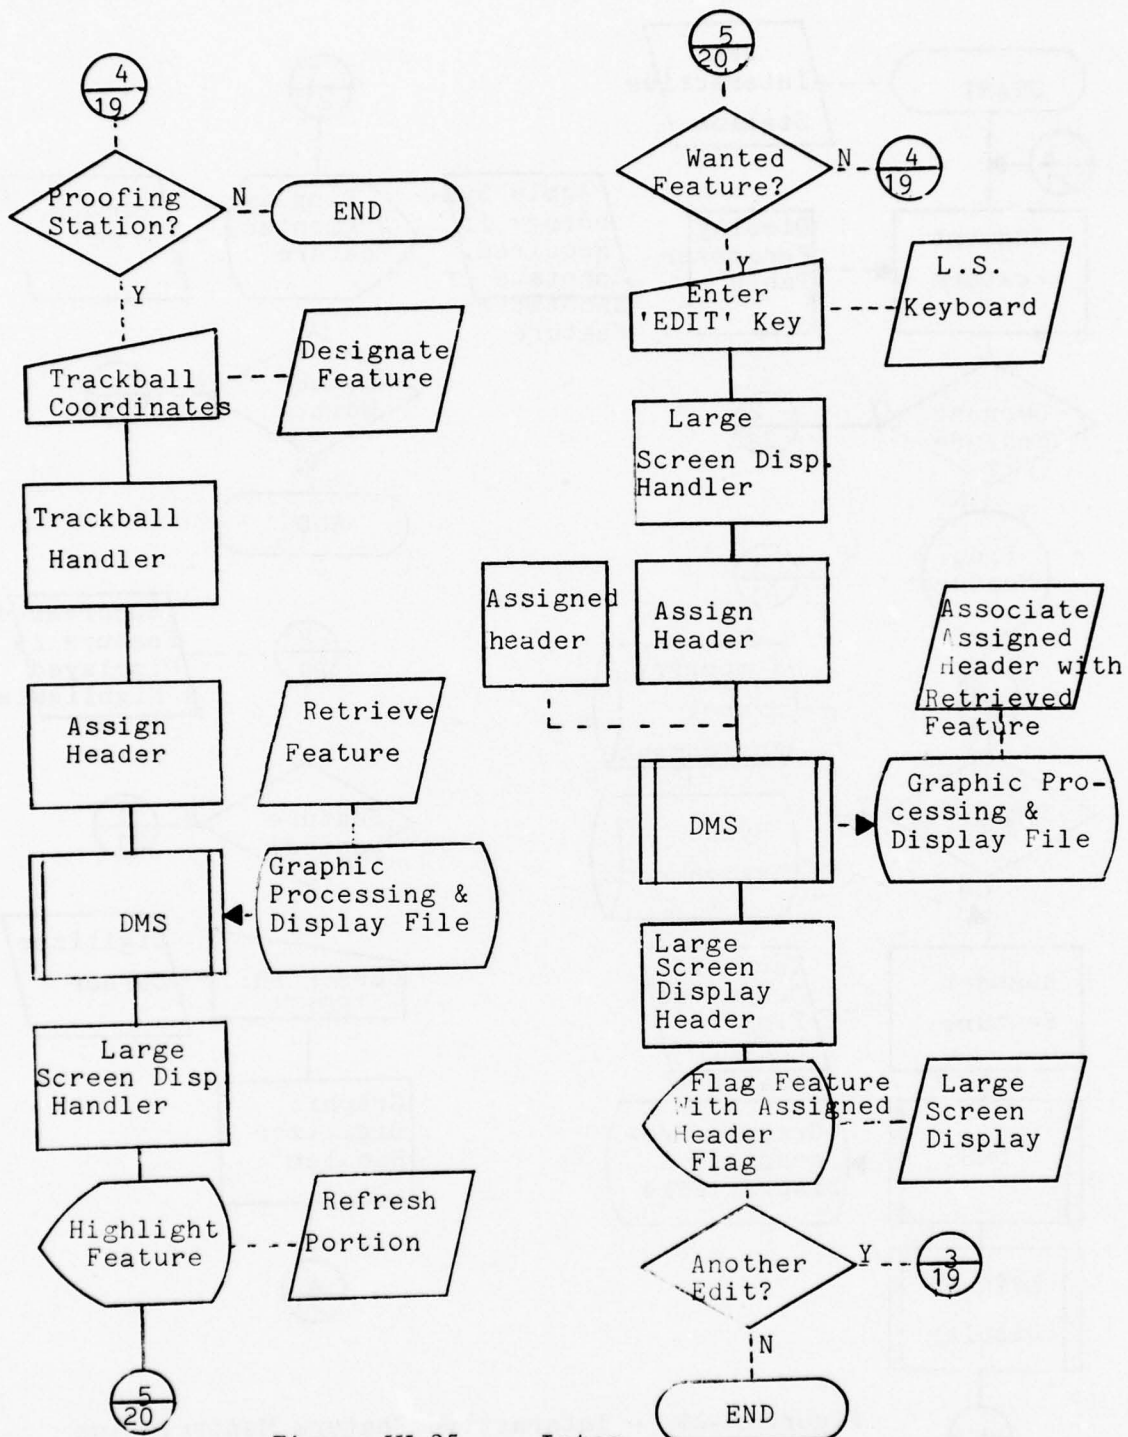 4
19
Proofing
Station?
N
END
Y
Trackball
Coordinates
Designate
Feature
Trackball
Handler
Assign
Header
Retrieve
Feature
DMS
Graphic
Processing &
Display File
Large
Screen Disp
Handler
Highlight
Feature
Refresh
Portion
5
20
5
20
Wanted
Feature?
N
4
19
Y
Enter
'EDIT' Key
L.S.
Keyboard
Large
Screen Disp.
Handler
Assigned
header
Assign
Header
Associate
Assigned
Header with
Retrieved
Feature
DMS
Graphic Pro-
cessing &
Display File
Large
Screen
Display
Header
Flag Feature
With Assigned
Header
Flag
Large
Screen
Display
Another
Edit?
Y
3
19
N
END